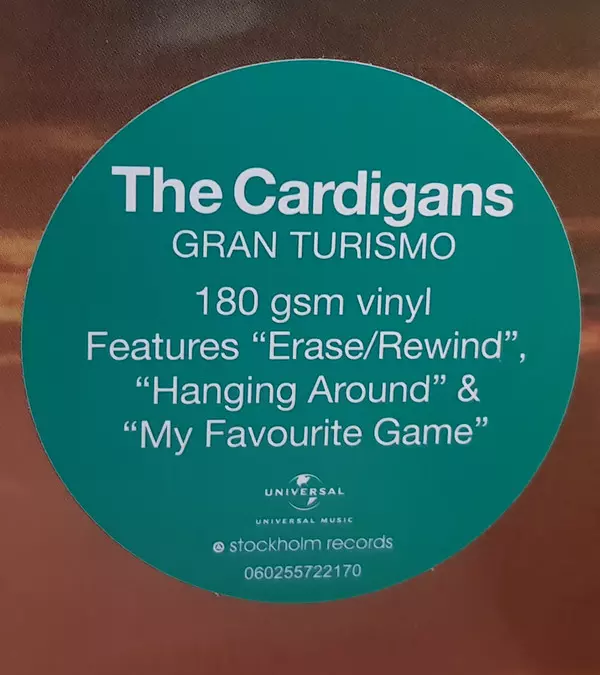 The Cardigans
GRAN TURISMO
180 gsm vinyl
Features “Erase/Rewind”,
“Hanging Around” &
“My Favourite Game”
UNIVERSAL
UNIVERSAL MUSIC
stockholm records
060255722170